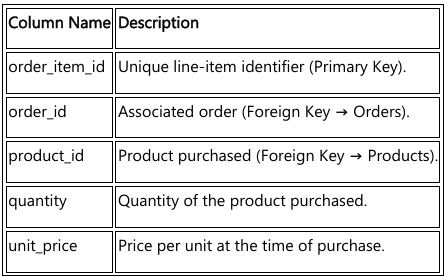 Column Name Description
order_item_id Unique line-item identifier (Primary Key).
order_id Associated order (Foreign Key → Orders).
product_id Product purchased (Foreign Key → Products).
quantity Quantity of the product purchased.
unit_price Price per unit at the time of purchase.